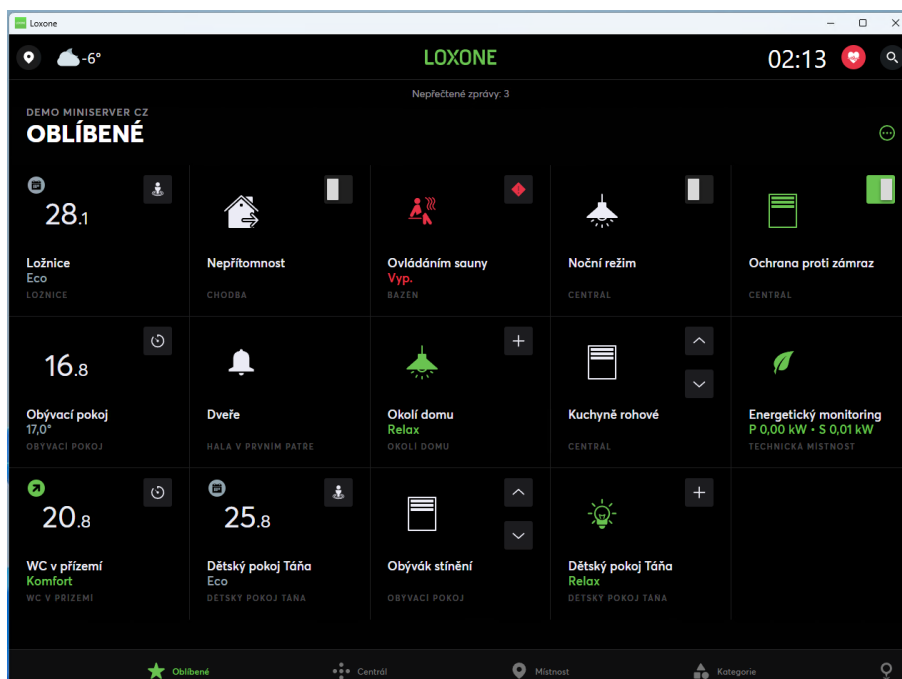 Loxone
-6°
LOXONE
02:13
Nepřečtené zprávy: 3
DEMO MINISERVER CZ
OBLÍBENÉ
28.1
Ložnice
Eco
LOŽNICE
Nepřítomnost
CHODBA
Ovládáním sauny
Vyp.
BAZÉN
Noční režim
CENTRÁL
Ochrana proti zámraz
CENTRÁL
16.8
Obývací pokoj
17,0°
OBÝVACÍ POKOJ
Dveře
HALA V PRVNÍM PATŘE
Okolí domu
Relax
OKOLÍ DOMU
Kuchyně rohové
CENTRÁL
Energetický monitoring
P 0,00 kW • S 0,01 kW
TECHNICKÁ MÍSTNOST
20.8
WC v přízemí
Komfort
WC V PŘÍZEMÍ
25.8
Dětský pokoj Táňa
Eco
DĚTSKÝ POKOJ TÁŇA
Obývák stínění
OBÝVACÍ POKOJ
Dětský pokoj Táňa
Relax
DĚTSKÝ POKOJ TÁŇA
Oblíbené
Centrál
Místnost
Kategorie